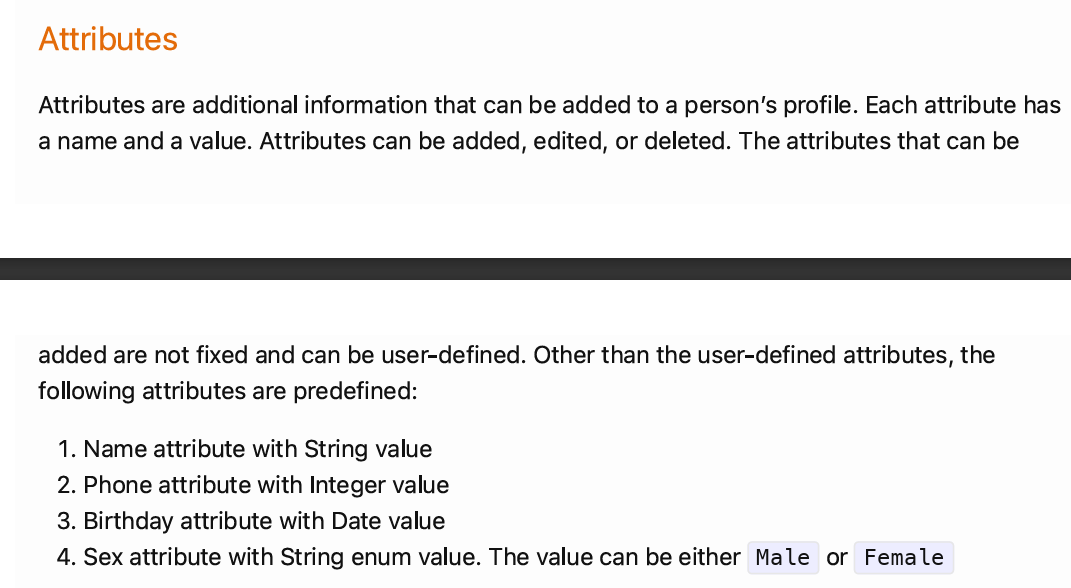 Attributes
Attributes are additional information that can be added to a person’s profile. Each attribute has
a name and a value. Attributes can be added, edited, or deleted. The attributes that can be
added are not fixed and can be user-defined. Other than the user-defined attributes, the
following attributes are predefined:
1. Name attribute with String value
2. Phone attribute with Integer value
3. Birthday attribute with Date value
4. Sex attribute with String enum value. The value can be either Male or Female